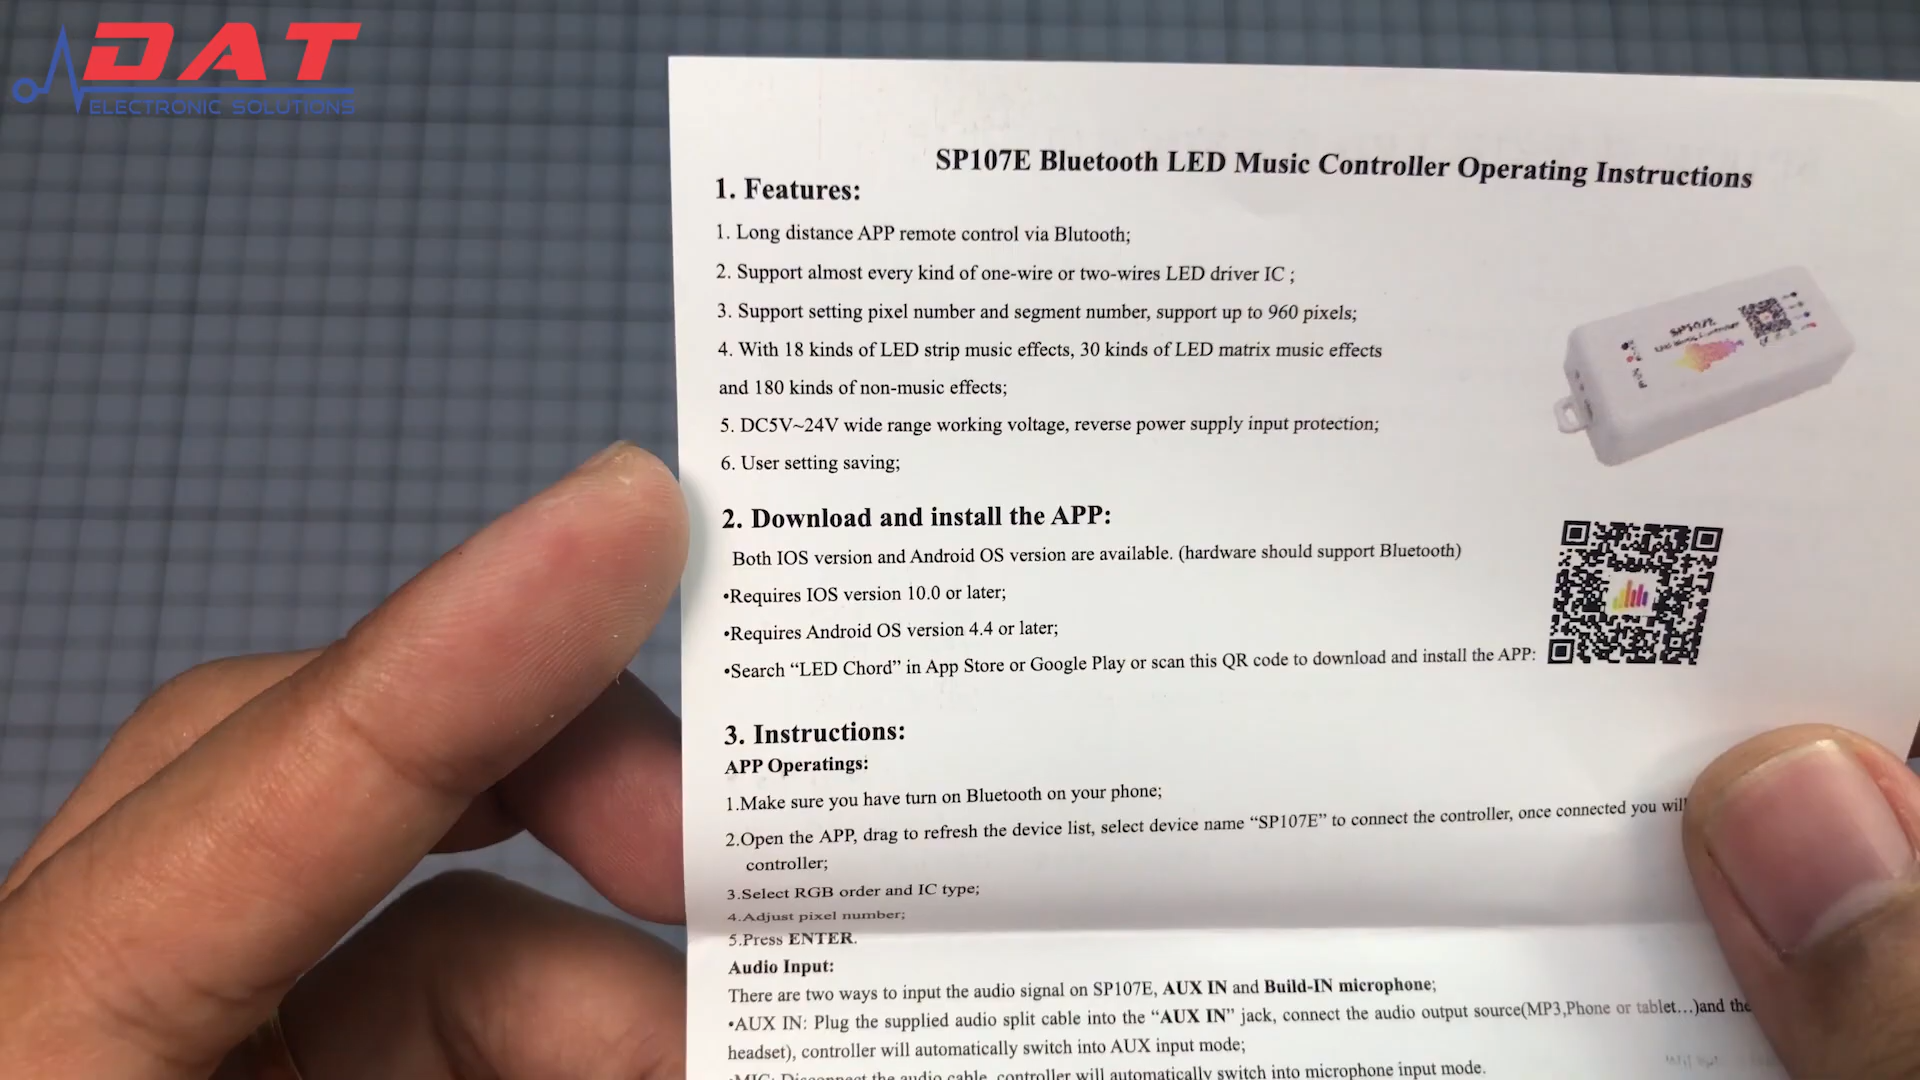 DAT
ELECTRONIC SOLUTIONS
SP107E Bluetooth LED Music Controller Operating Instructions
1. Features:
1. Long distance APP remote control via Blutooth;
2. Support almost every kind of one-wire or two-wires LED driver IC ;
3. Support setting pixel number and segment number, support up to 960 pixels;
4. With 18 kinds of LED strip music effects, 30 kinds of LED matrix music effects
and 180 kinds of non-music effects;
5. DC5V~24V wide range working voltage, reverse power supply input protection;
6. User setting saving;
SP107E
2. Download and install the APP:
Both IOS version and Android OS version are available. (hardware should support Bluetooth)
•Requires IOS version 10.0 or later;
•Requires Android OS version 4.4 or later;
•Search “LED Chord” in App Store or Google Play or scan this QR code to download and install the APP:
3. Instructions:
APP Operatings:
1.Make sure you have turn on Bluetooth on your phone;
2.Open the APP, drag to refresh the device list, select device name “SP107E” to connect the controller, once connected you will
controller;
3.Select RGB order and IC type;
4.Adjust pixel number;
5.Press ENTER.
Audio Input:
There are two ways to input the audio signal on SP107E, AUX IN and Build-IN microphone;
•AUX IN: Plug the supplied audio split cable into the “AUX IN” jack, connect the audio output source(MP3,Phone or tablet…)and the
headset), controller will automatically switch into AUX input mode;
•MIC: Disconnect the audio cable, controller will automatically switch into microphone input mode.